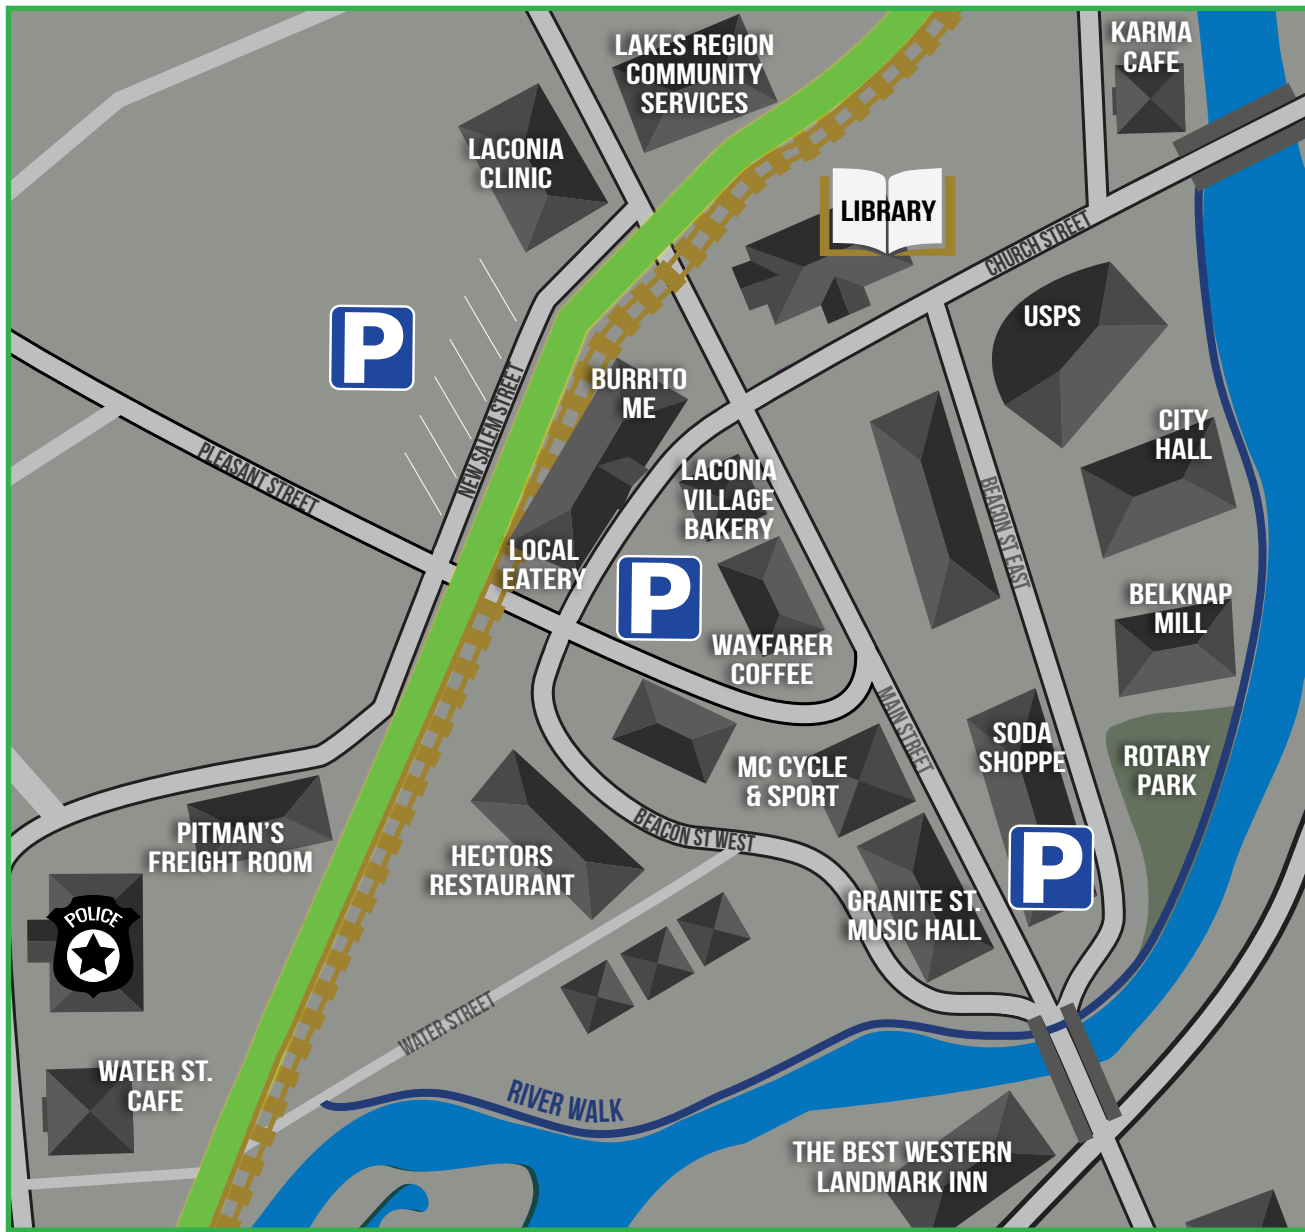 LAKES REGION
COMMUNITY
SERVICES
KARMA
CAFE
LACONIA
CLINIC
LIBRARY
CHURCH STREET
USPS
P
BURRITO
ME
NEW SALEM STREET
PLEASANT STREET
CITY
HALL
LACONIA
VILLAGE
BAKERY
BEACON ST EAST
LOCAL
EATERY
P
BELKNAP
MILL
WAYFARER
COFFEE
MAIN STREET
SODA
SHOPPE
ROTARY
PARK
MC CYCLE
& SPORT
PITMAN'S
FREIGHT ROOM
BEACON ST WEST
HECTORS
RESTAURANT
P
GRANITE ST.
MUSIC HALL
POLICE
WATER STREET
WATER ST.
CAFE
RIVER WALK
THE BEST WESTERN
LANDMARK INN